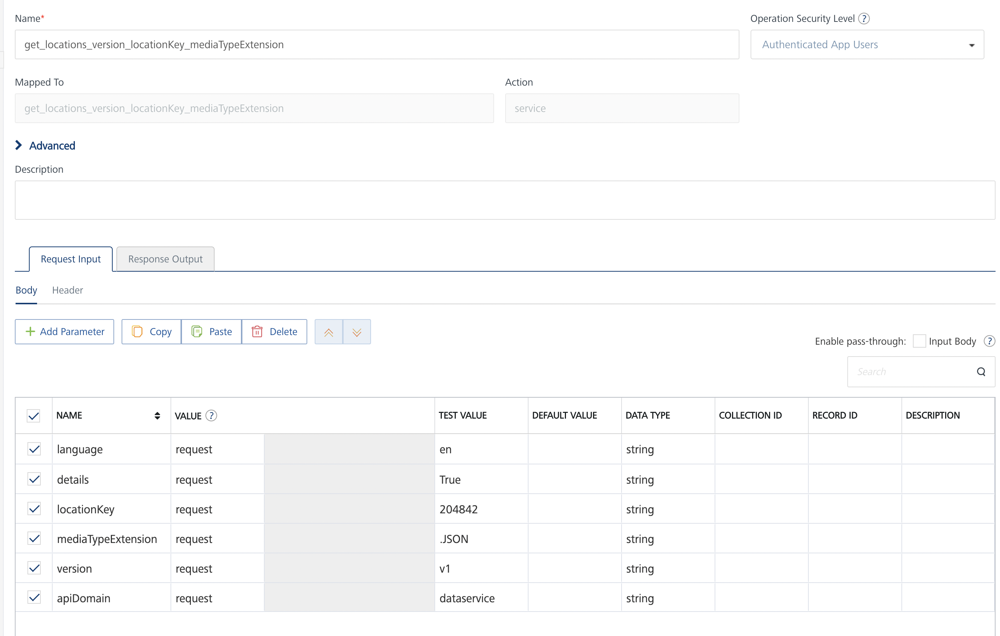 Name*
Operation Security Level ?
get_locations_version_locationKey_mediaTypeExtension
Authenticated App Users
Mapped To
Action
get_locations_version_locationKey_mediaTypeExtension
service
Advanced
Description
Request Input
Response Output
Body
Header
Add Parameter
Copy
Paste
Delete
Enable pass-through:
Input Body ?
Search
NAME VALUE ? TEST VALUE DEFAULT VALUE DATA TYPE COLLECTION ID RECORD ID DESCRIPTION
language request en string
details request True string
locationKey request 204842 string
mediaTypeExtension request .JSON string
version request v1 string
apiDomain request dataservice string